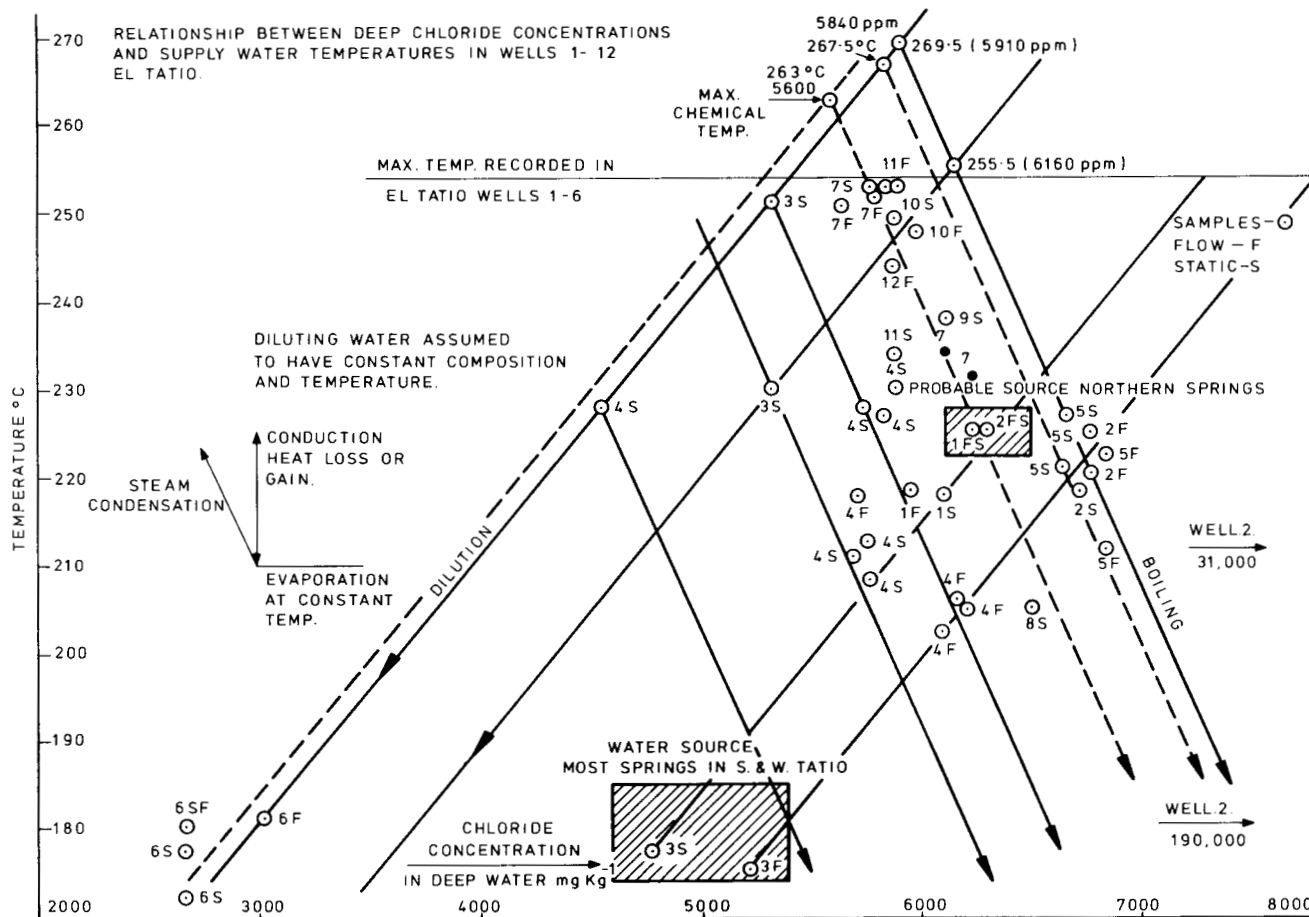 RELATIONSHIP BETWEEN DEEP CHLORIDE CONCENTRATIONS
AND SUPPLY WATER TEMPERATURES IN WELLS 1-12
EL TATIO.
5840 ppm
267·5°C
269·5 (5910 ppm)
263°C
5600
MAX.
CHEMICAL
TEMP.
MAX. TEMP. RECORDED IN
EL TATIO WELLS 1-6
255·5 (6160 ppm)
11F
7S
10S
7F
7F
10F
3S
12F
SAMPLES-
FLOW - F
STATIC-S
DILUTING WATER ASSUMED
TO HAVE CONSTANT COMPOSITION
AND TEMPERATURE.
9S
7
11S
4S
7
PROBABLE SOURCE NORTHERN SPRINGS
4S
3S
4S
4S
2FS
1FS
5S
2F
5S
5F
5S
2F
2S
5F
CONDUCTION
HEAT LOSS OR
GAIN.
STEAM
CONDENSATION
EVAPORATION
AT CONSTANT
TEMP.
DILUTION
4F
1F
1S
4S
4S
4S
4F
4F
4F
8S
BOILING
WELL.2.
31,000
WATER SOURCE
MOST SPRINGS IN S. & W. TATIO
WELL.2.
190,000
6SF
6F
6S
6S
CHLORIDE
CONCENTRATION
IN DEEP WATER mg Kg-1
3S
3F
TEMPERATURE °C
270
260
250
240
230
220
210
200
190
180
2000
3000
4000
5000
6000
7000
8000